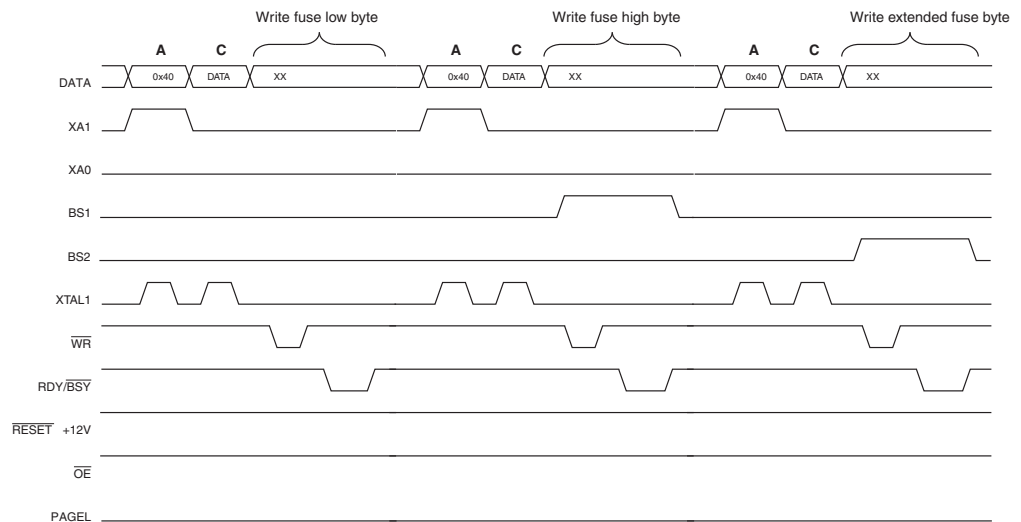 Write fuse low byte Write fuse high byte Write extended fuse byte
A C A C A C
DATA 0x40 DATA XX 0x40 DATA XX 0x40 DATA XX
XA1
XA0
BS1
BS2
XTAL1
WR
RDY/BSY
RESET +12V
OE
PAGEL